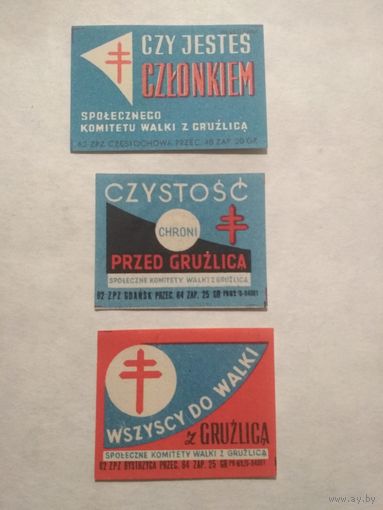 CZY JESTEŚ
CZŁONKIEM
SPOŁECZNEGO
KOMITETU WALKI Z GRUŹLICĄ
62 ZPZ CZĘSTOCHOWA PRZEC. 48 ZAP. 20 GR
CZYSTOŚĆ
CHRONI
PRZED GRUŹLICĄ
SPOŁECZNE KOMITETY WALKI Z GRUŹLICĄ
62 ZPZ GDAŃSK PRZEC. 64 ZAP. 25 GR
WSZYSCY DO WALKI
z GRUŹLICĄ
SPOŁECZNE KOMITETY WALKI Z GRUŹLICĄ
62 ZPZ BYSTRZYCA PRZEC. 64 ZAP. 25 GR
www.ay.by